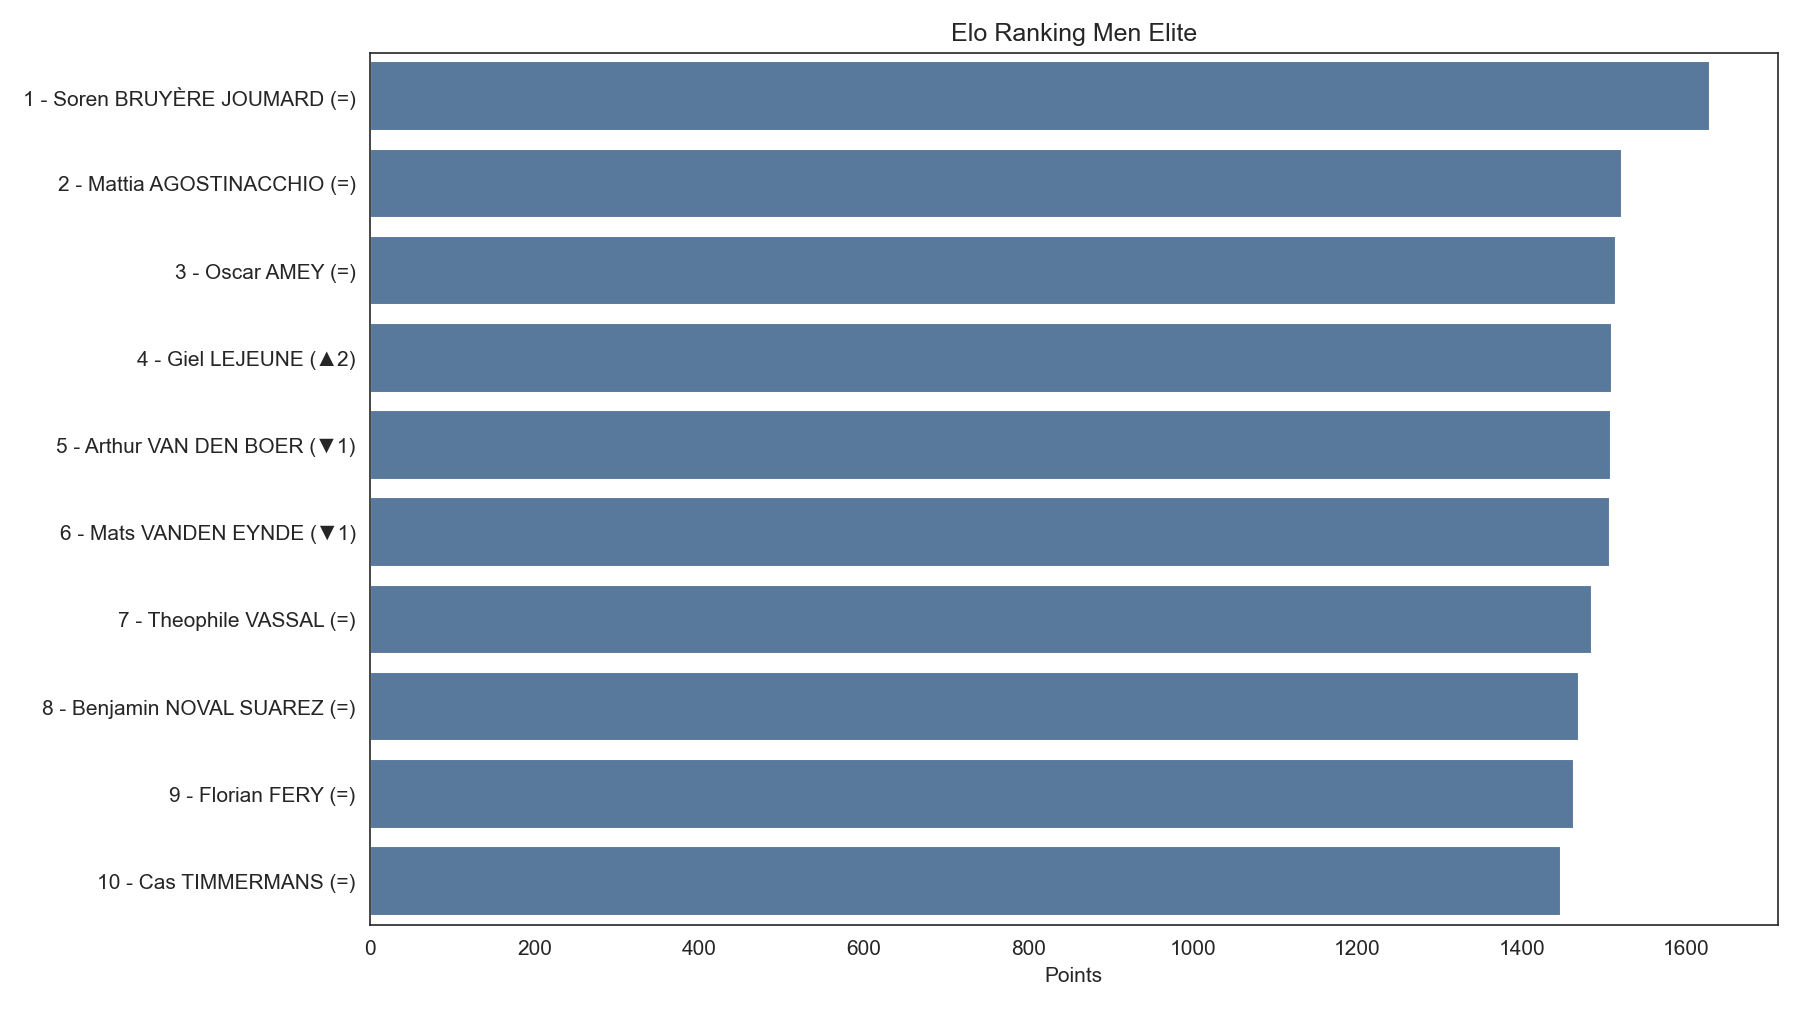 Elo Ranking Men Elite
1 - Soren BRUYÈRE JOUMARD (=)
2 - Mattia AGOSTINACCHIO (=)
3 - Oscar AMEY (=)
4 - Giel LEJEUNE (▲2)
5 - Arthur VAN DEN BOER (▼1)
6 - Mats VANDEN EYNDE (▼1)
7 - Theophile VASSAL (=)
8 - Benjamin NOVAL SUAREZ (=)
9 - Florian FERY (=)
10 - Cas TIMMERMANS (=)
0 200 400 600 800 1000 1200 1400 1600
Points